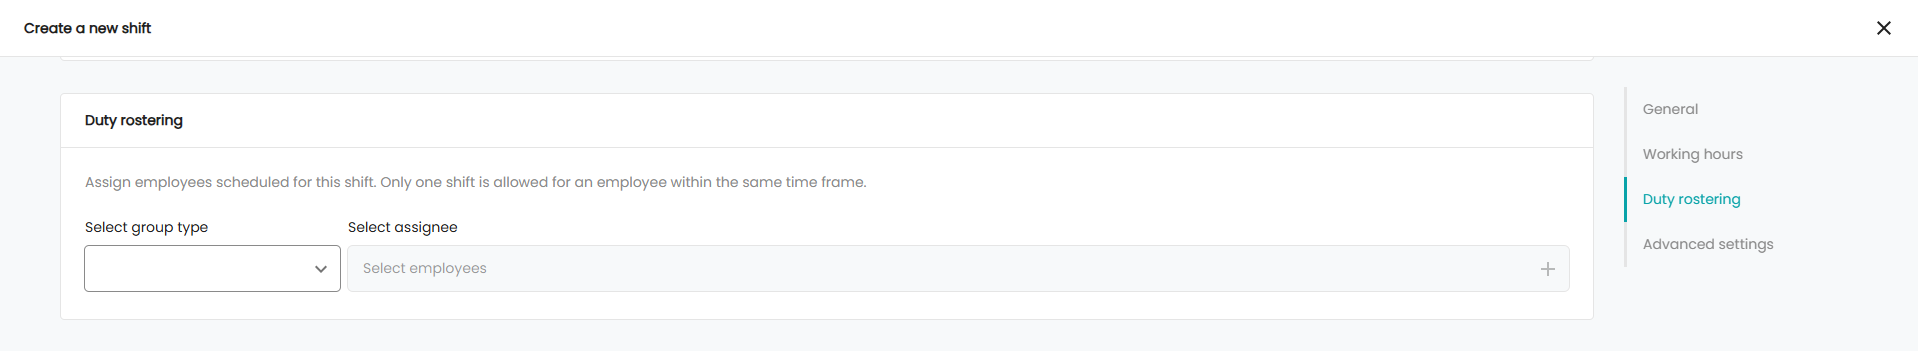 Create a new shift
Duty rostering
Assign employees scheduled for this shift. Only one shift is allowed for an employee within the same time frame.
Select group type
Select assignee
Select employees
General
Working hours
Duty rostering
Advanced settings